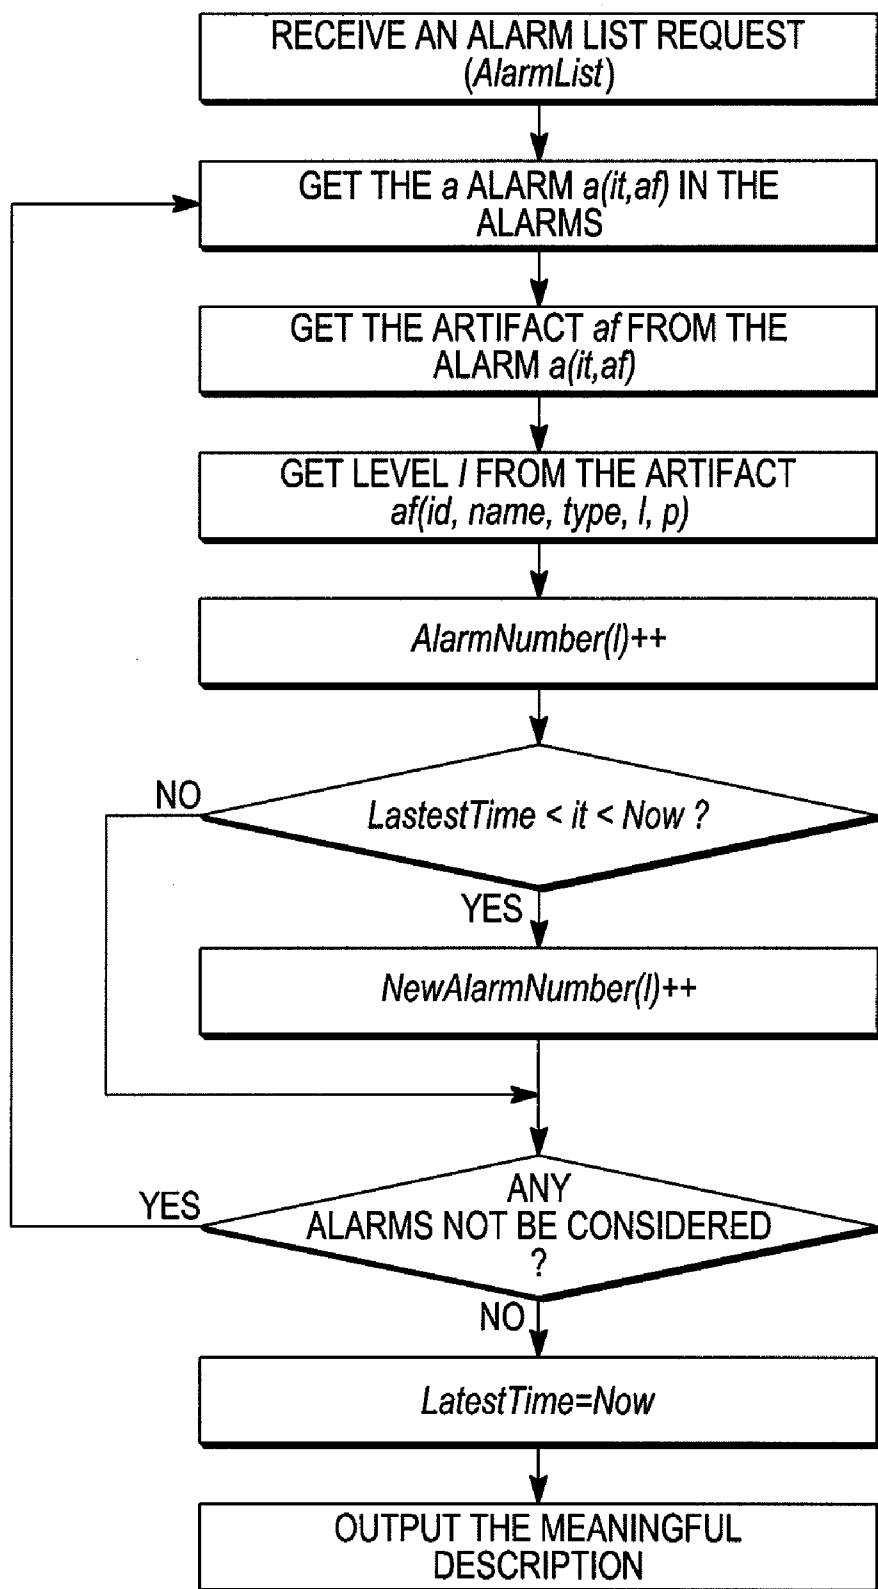 RECEIVE AN ALARM LIST REQUEST
(AlarmList)
GET THE a ALARM a(it,af) IN THE
ALARMS
GET THE ARTIFACT af FROM THE
ALARM a(it,af)
GET LEVEL l FROM THE ARTIFACT
af(id, name, type, l, p)
AlarmNumber(l)++
NO
LastestTime < it < Now ?
YES
NewAlarmNumber(l)++
YES
ANY
ALARMS NOT BE CONSIDERED
?
NO
LatestTime=Now
OUTPUT THE MEANINGFUL
DESCRIPTION